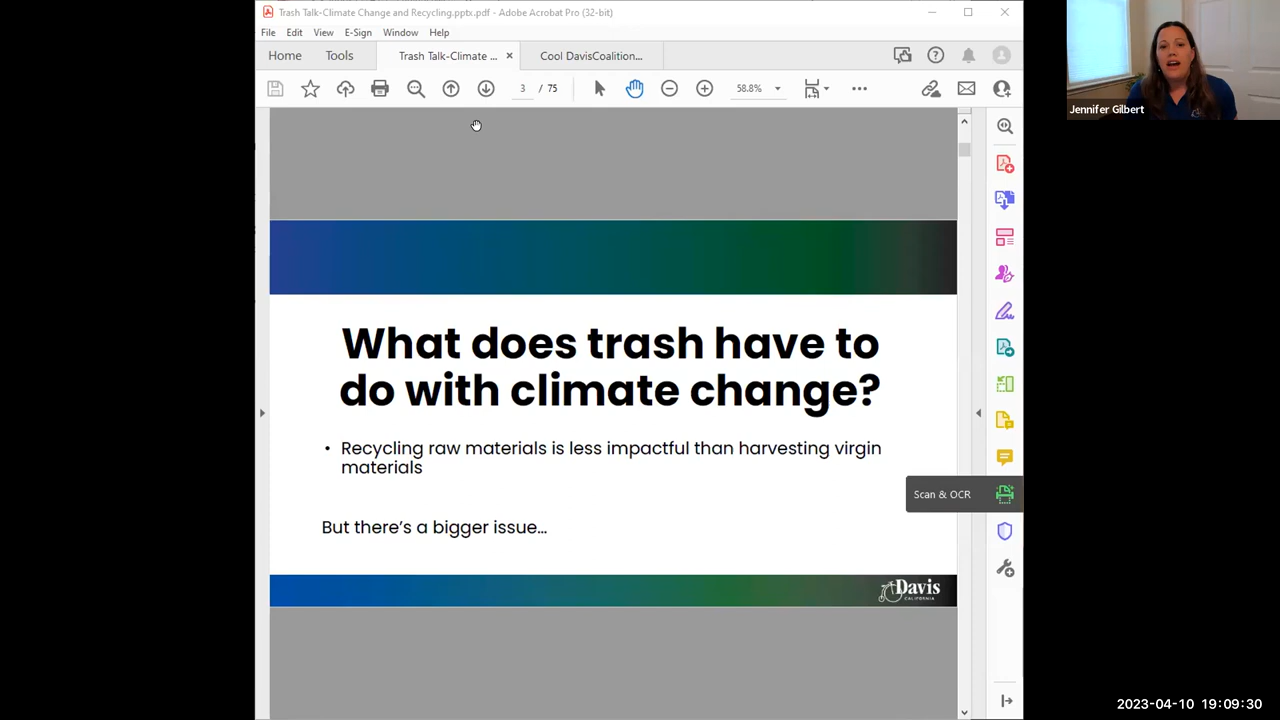 Trash Talk-Climate Change and Recycling.pptx.pdf - Adobe Acrobat Pro (32-bit)
File Edit View E-Sign Window Help
Home Tools Trash Talk-Climate ... × Cool DavisCoalition...
3 / 75 58.8%
Jennifer Gilbert
What does trash have to
do with climate change?
• Recycling raw materials is less impactful than harvesting virgin
materials
Scan & OCR
But there's a bigger issue...
Davis
CALIFORNIA
2023-04-10 19:09:30